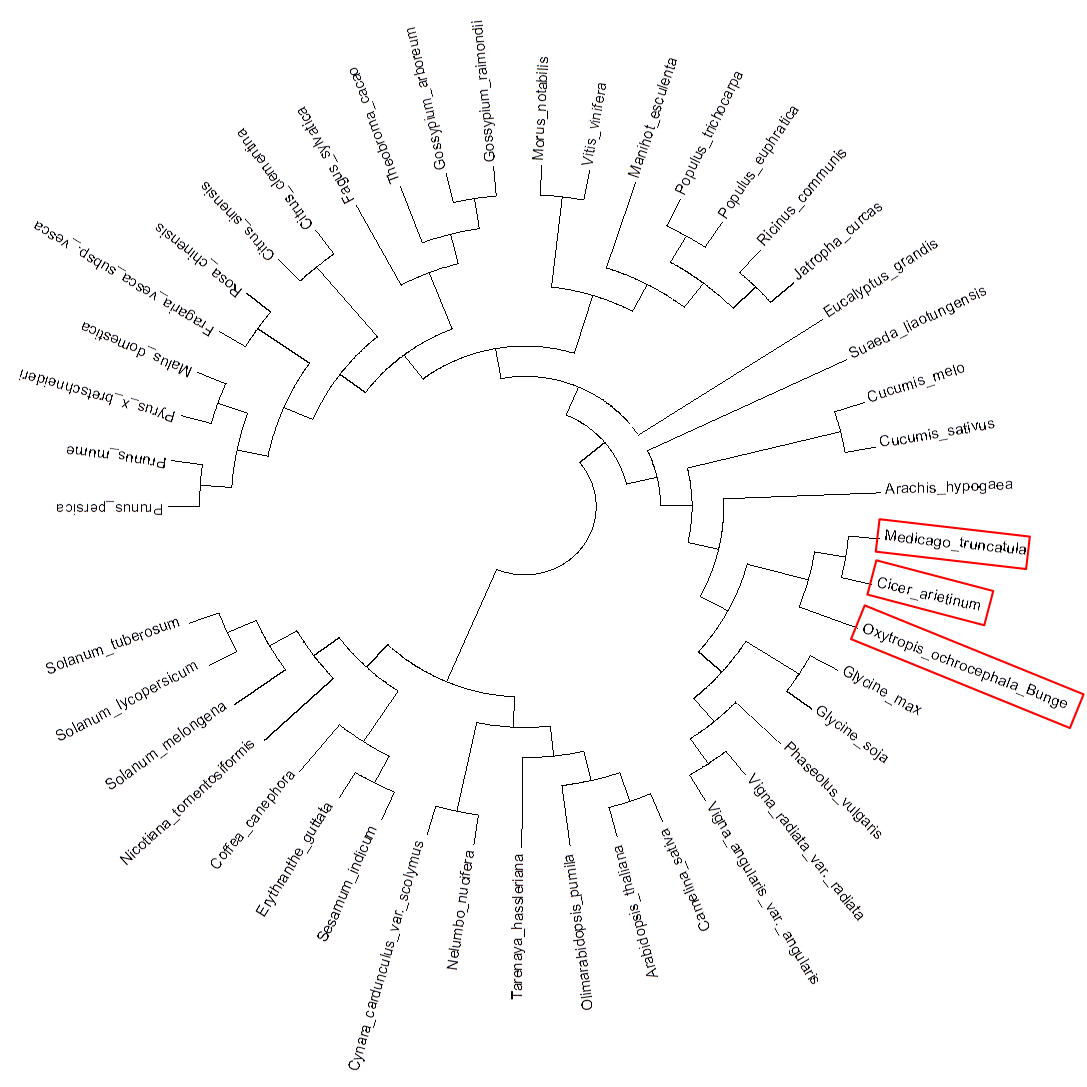 Gossypium_raimondii
Morus_notabilis
Vitis_vinifera
Manihot_esculenta
Populus_trichocarpa
Populus_euphratica
Ricinus_communis
Jatropha_curcas
Eucalyptus_grandis
Suaeda_liaotungensis
Cucumis_melo
Cucumis_sativus
Arachis_hypogaea
Medicago_truncatula
Cicer_arietinum
Oxytropis_ochrocephala_Bunge
Glycine_max
Glycine_soja
Phaseolus_vulgaris
Vigna_radiata_var._radiata
Vigna_angularis_var._angularis
Camelina_sativa
Arabidopsis_thaliana
Olimarabidopsis_pumila
Tarenaya_hassleriana
Nelumbo_nucifera
Cynara_cardunculus_var._scolymus
Sesamum_indicum
Erythranthe_guttata
Coffea_canephora
Nicotiana_tomentosiformis
Solanum_melongena
Solanum_lycopersicum
Solanum_tuberosum
Prunus_persica
Prunus_mume
Pyrus_x_bretschneideri
Malus_domestica
Fragaria_vesca_subsp._vesca
Rosa_chinensis
Citrus_sinensis
Citrus_clementina
Fagus_sylvatica
Theobroma_cacao
Gossypium_arboreum